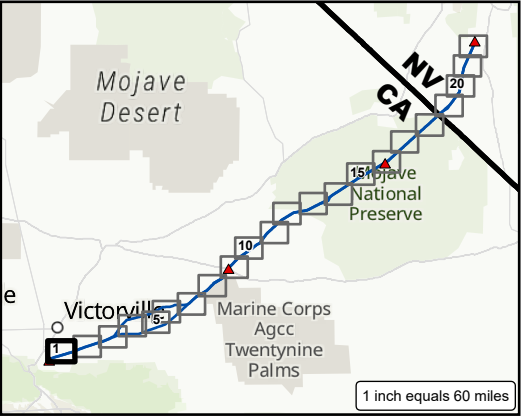 NV
20
Mojave
Desert
CA
15
Mojave
National
Preserve
10
e
Victorville
Marine Corps
Agcc
Twentynine
Palms
5
1
1 inch equals 60 miles